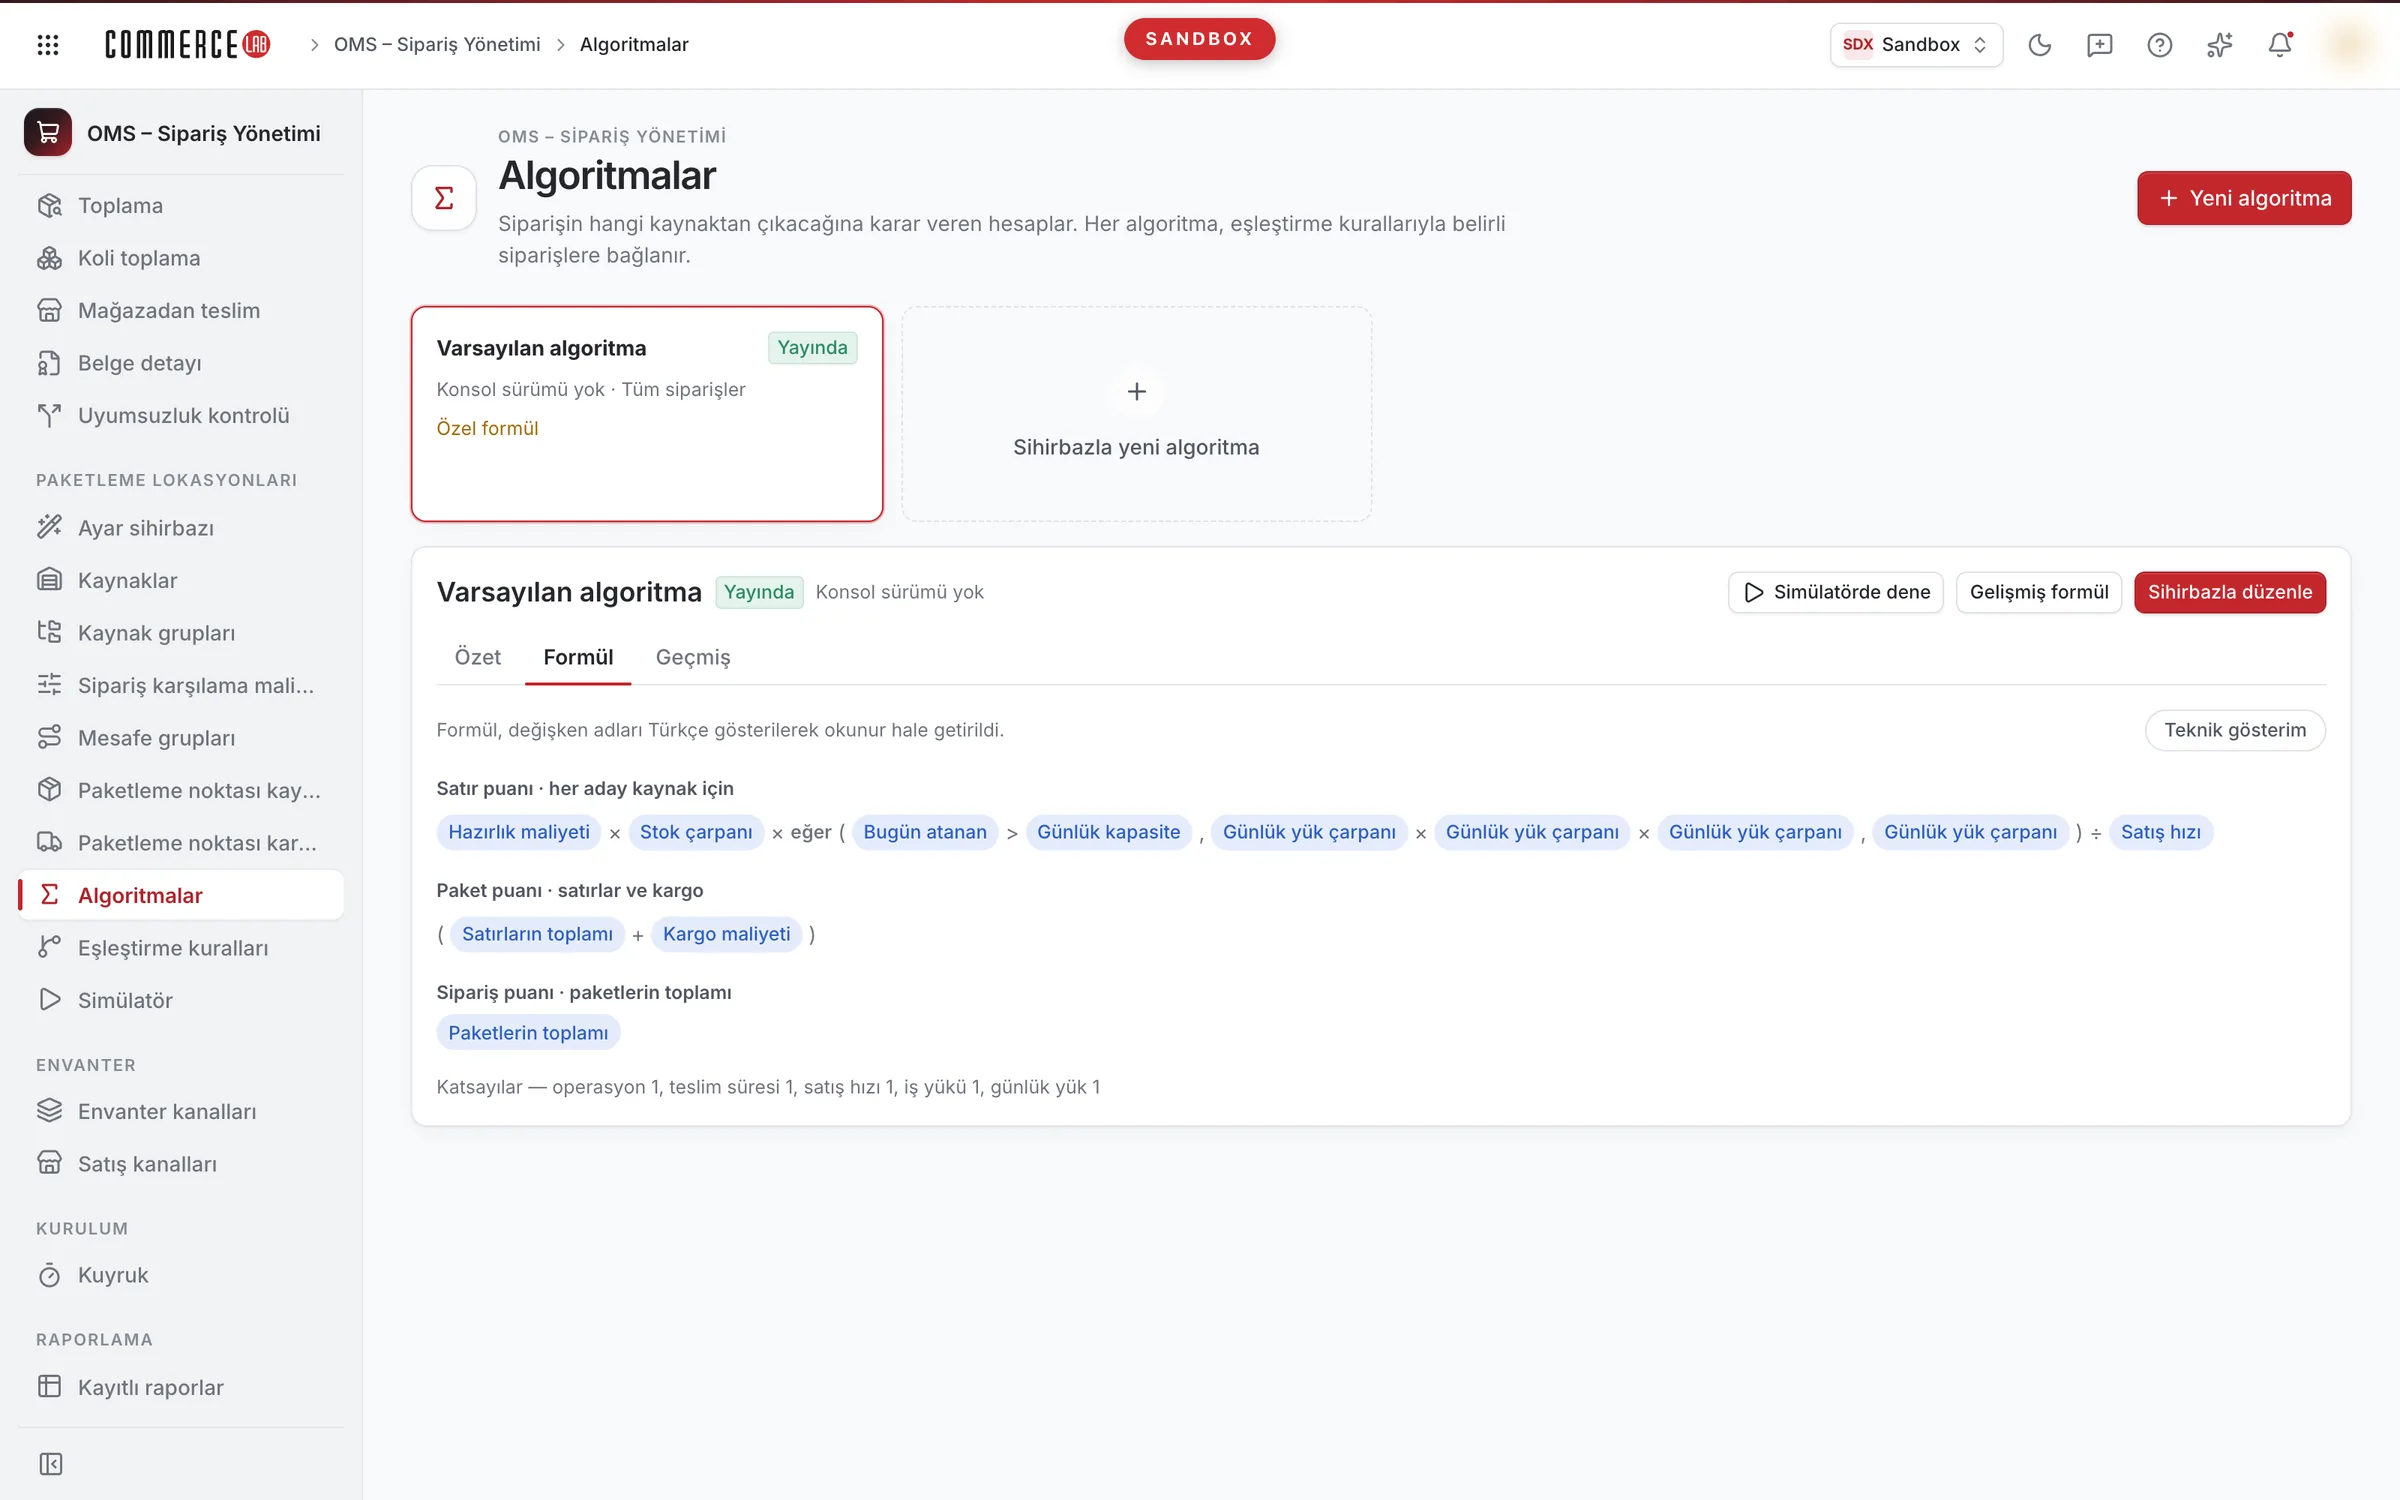 COMMERCE LAB
OMS – Sipariş Yönetimi
Algoritmalar
SANDBOX
SDX Sandbox
OMS – Sipariş Yönetimi
Toplama
Koli toplama
Mağazadan teslim
Belge detayı
Uyumsuzluk kontrolü
PAKETLEME LOKASYONLARI
Ayar sihirbazı
Kaynaklar
Kaynak grupları
Sipariş karşılama mali...
Mesafe grupları
Paketleme noktası kay...
Paketleme noktası kar...
Algoritmalar
Eşleştirme kuralları
Simülatör
ENVANTER
Envanter kanalları
Satış kanalları
KURULUM
Kuyruk
RAPORLAMA
Kayıtlı raporlar
OMS – SİPARİŞ YÖNETİMİ
Algoritmalar
Siparişin hangi kaynaktan çıkacağına karar veren hesaplar. Her algoritma, eşleştirme kurallarıyla belirli
siparişlere bağlanır.
+ Yeni algoritma
Varsayılan algoritma Yayında
Konsol sürümü yok · Tüm siparişler
Özel formül
+
Sihirbazla yeni algoritma
Varsayılan algoritma Yayında Konsol sürümü yok
Simülatörde dene
Gelişmiş formül
Sihirbazla düzenle
Özet
Formül
Geçmiş
Formül, değişken adları Türkçe gösterilerek okunur hale getirildi.
Teknik gösterim
Satır puanı · her aday kaynak için
Hazırlık maliyeti × Stok çarpanı × eğer ( Bugün atanan > Günlük kapasite , Günlük yük çarpanı × Günlük yük çarpanı × Günlük yük çarpanı , Günlük yük çarpanı ) ÷ Satış hızı
Paket puanı · satırlar ve kargo
( Satırların toplamı + Kargo maliyeti )
Sipariş puanı · paketlerin toplamı
Paketlerin toplamı
Katsayılar — operasyon 1, teslim süresi 1, satış hızı 1, iş yükü 1, günlük yük 1